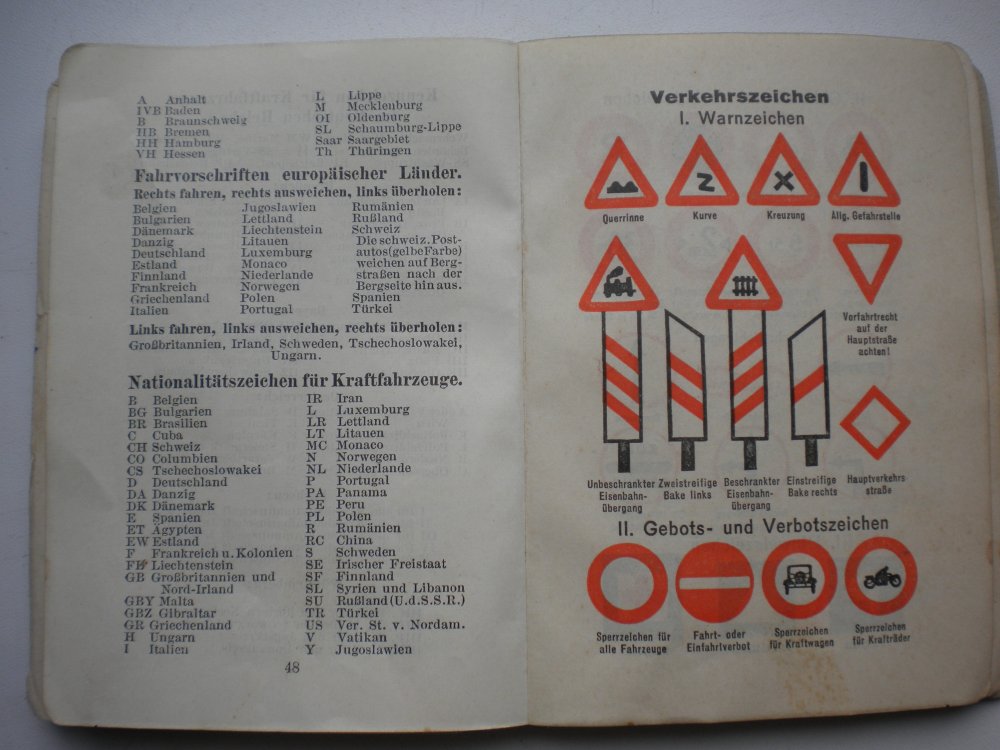 A Anhalt
IVB Baden
B Braunschweig
HB Bremen
HH Hamburg
VH Hessen
L Lippe
M Mecklenburg
OI Oldenburg
SL Schaumburg-Lippe
Saar Saargebiet
Th Thüringen
Fahrvorschriften europäischer Länder.
Rechts fahren, rechts ausweichen, links überholen:
Belgien
Bulgarien
Dänemark
Danzig
Deutschland
Estland
Finnland
Frankreich
Griechenland
Italien
Jugoslawien
Lettland
Liechtenstein
Litauen
Luxemburg
Monaco
Niederlande
Norwegen
Polen
Portugal
Rumänien
Rußland
Schweiz
Die schweiz. Post-
autos (gelbe Farbe)
weichen auf Berg-
straßen nach der
Bergseite hin aus.
Spanien
Türkei
Links fahren, links ausweichen, rechts überholen:
Großbritannien, Irland, Schweden, Tschechoslowakei,
Ungarn.
Nationalitätszeichen für Kraftfahrzeuge.
B Belgien
BG Bulgarien
BR Brasilien
C Cuba
CH Schweiz
CO Columbien
CS Tschechoslowakei
D Deutschland
DA Danzig
DK Dänemark
E Spanien
ET Ägypten
EW Estland
F Frankreich u. Kolonien
FL Liechtenstein
GB Großbritannien und
Nord-Irland
GBY Malta
GBZ Gibraltar
GR Griechenland
H Ungarn
I Italien
IR Iran
L Luxemburg
LR Lettland
LT Litauen
MC Monaco
N Norwegen
NL Niederlande
P Portugal
PA Panama
PE Peru
PL Polen
R Rumänien
RC China
S Schweden
SE Irischer Freistaat
SF Finnland
SL Syrien und Libanon
SU Rußland (U.d.S.S.R.)
TR Türkei
US Ver. St. v. Nordam.
V Vatikan
Y Jugoslawien
48
Verkehrszeichen
I. Warnzeichen
Querrinne
Kurve
Kreuzung
Allg. Gefahrstelle
Vorfahrtrecht
auf der
Hauptstraße
achten!
Unbeschrankter
Eisenbahn-
übergang
Zweistreifige
Bake links
Beschrankter
Eisenbahn-
übergang
Einstreifige
Bake rechts
Hauptverkehrs
straße
II. Gebots- und Verbotszeichen
Sperrzeichen für
alle Fahrzeuge
Fahrt- oder
Einfahrtverbot
Sperrzeichen
für Kraftwagen
Sperrzeichen
für Krafträder